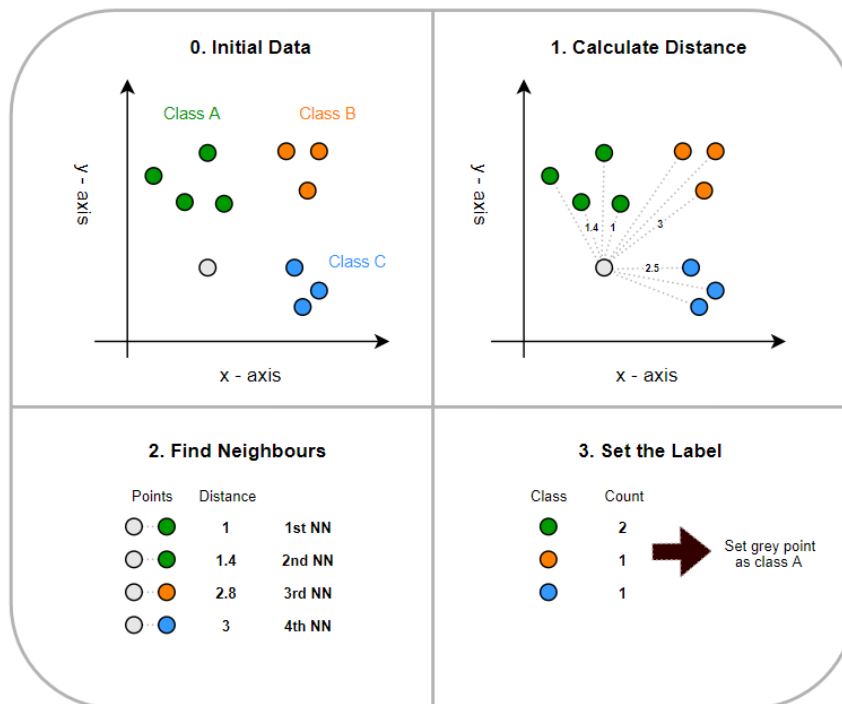 0. Initial Data
Class A
Class B
Class C
y - axis
x - axis
1. Calculate Distance
1.4
1
3
2.5
y - axis
x - axis
2. Find Neighbours
Points Distance
1 1st NN
1.4 2nd NN
2.8 3rd NN
3 4th NN
3. Set the Label
Class Count
2
1
1
Set grey point
as class A